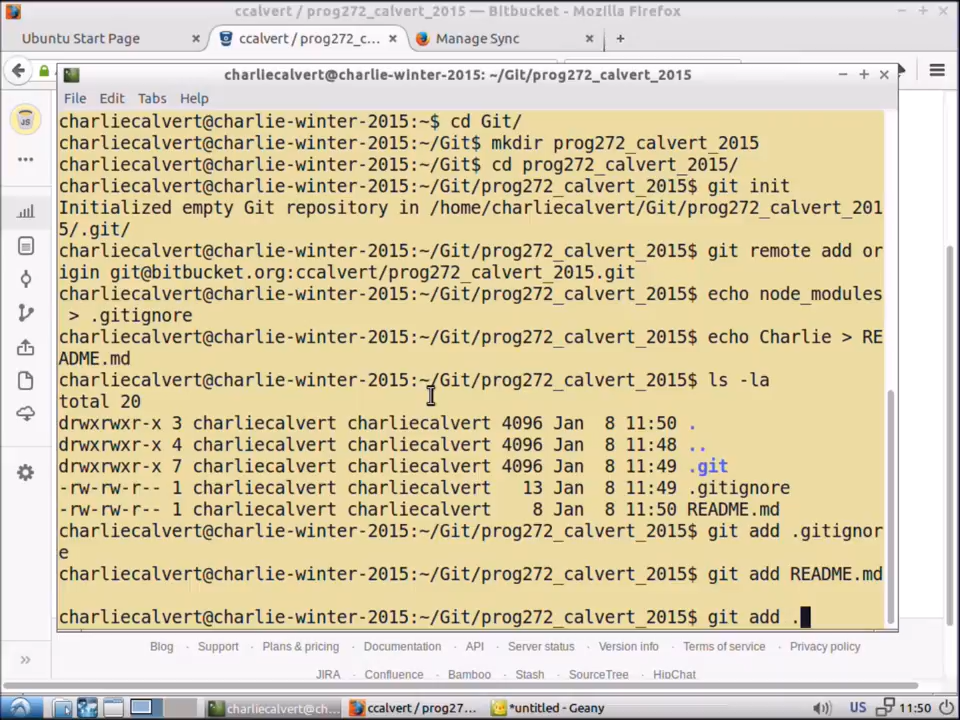 ccalvert / prog272_calvert_2015 — Bitbucket - Mozilla Firefox
Ubuntu Start Page
ccalvert / prog272_c...
Manage Sync
charliecalvert@charlie-winter-2015: ~/Git/prog272_calvert_2015
File Edit Tabs Help
charliecalvert@charlie-winter-2015:~$ cd Git/
charliecalvert@charlie-winter-2015:~/Git$ mkdir prog272_calvert_2015
charliecalvert@charlie-winter-2015:~/Git$ cd prog272_calvert_2015/
charliecalvert@charlie-winter-2015:~/Git/prog272_calvert_2015$ git init
Initialized empty Git repository in /home/charliecalvert/Git/prog272_calvert_201
5/.git/
charliecalvert@charlie-winter-2015:~/Git/prog272_calvert_2015$ git remote add or
igin git@bitbucket.org:ccalvert/prog272_calvert_2015.git
charliecalvert@charlie-winter-2015:~/Git/prog272_calvert_2015$ echo node_modules
 > .gitignore
charliecalvert@charlie-winter-2015:~/Git/prog272_calvert_2015$ echo Charlie > RE
ADME.md
charliecalvert@charlie-winter-2015:~/Git/prog272_calvert_2015$ ls -la
total 20
drwxrwxr-x 3 charliecalvert charliecalvert 4096 Jan  8 11:50 .
drwxrwxr-x 4 charliecalvert charliecalvert 4096 Jan  8 11:48 ..
drwxrwxr-x 7 charliecalvert charliecalvert 4096 Jan  8 11:49 .git
-rw-rw-r-- 1 charliecalvert charliecalvert   13 Jan  8 11:49 .gitignore
-rw-rw-r-- 1 charliecalvert charliecalvert    8 Jan  8 11:50 README.md
charliecalvert@charlie-winter-2015:~/Git/prog272_calvert_2015$ git add .gitignor
e
charliecalvert@charlie-winter-2015:~/Git/prog272_calvert_2015$ git add README.md
charliecalvert@charlie-winter-2015:~/Git/prog272_calvert_2015$ git add .
Blog · Support · Plans & pricing · Documentation · API · Server status · Version info · Terms of service · Privacy policy
JIRA · Confluence · Bamboo · Stash · SourceTree · HipChat
charliecalvert@ch... ccalvert / prog27... *untitled - Geany US 11:50